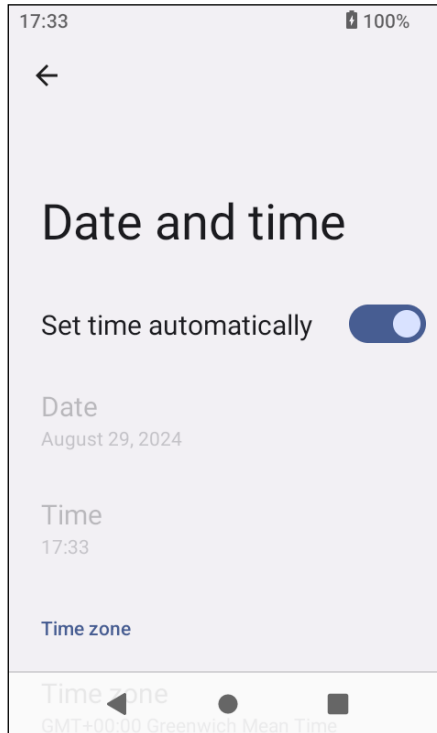 17:33 100%
Date and time
Set time automatically
Date
August 29, 2024
Time
17:33
Time zone
Time zone
GMT+00:00 Greenwich Mean Time